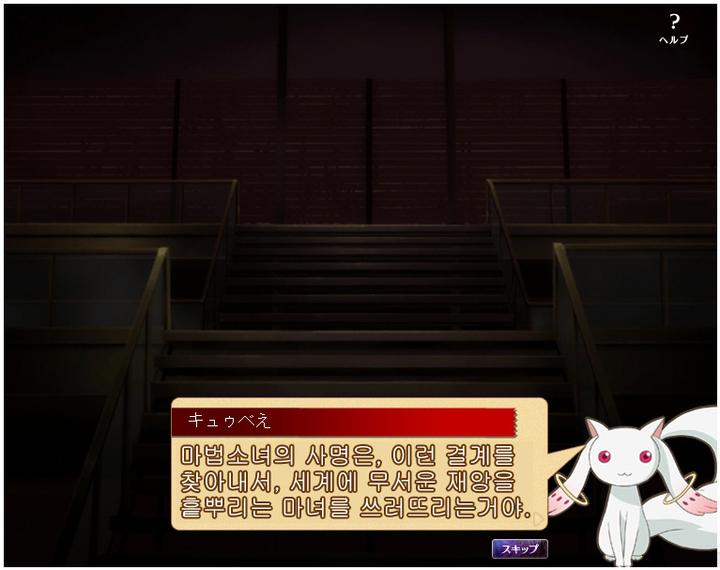 ?
ヘルプ
キュゥべえ
마법소녀의 사명은, 이런 결계를
찾아내서, 세계에 무서운 재앙을
흩뿌리는 마녀를 쓰러뜨리는거야.
スキップ